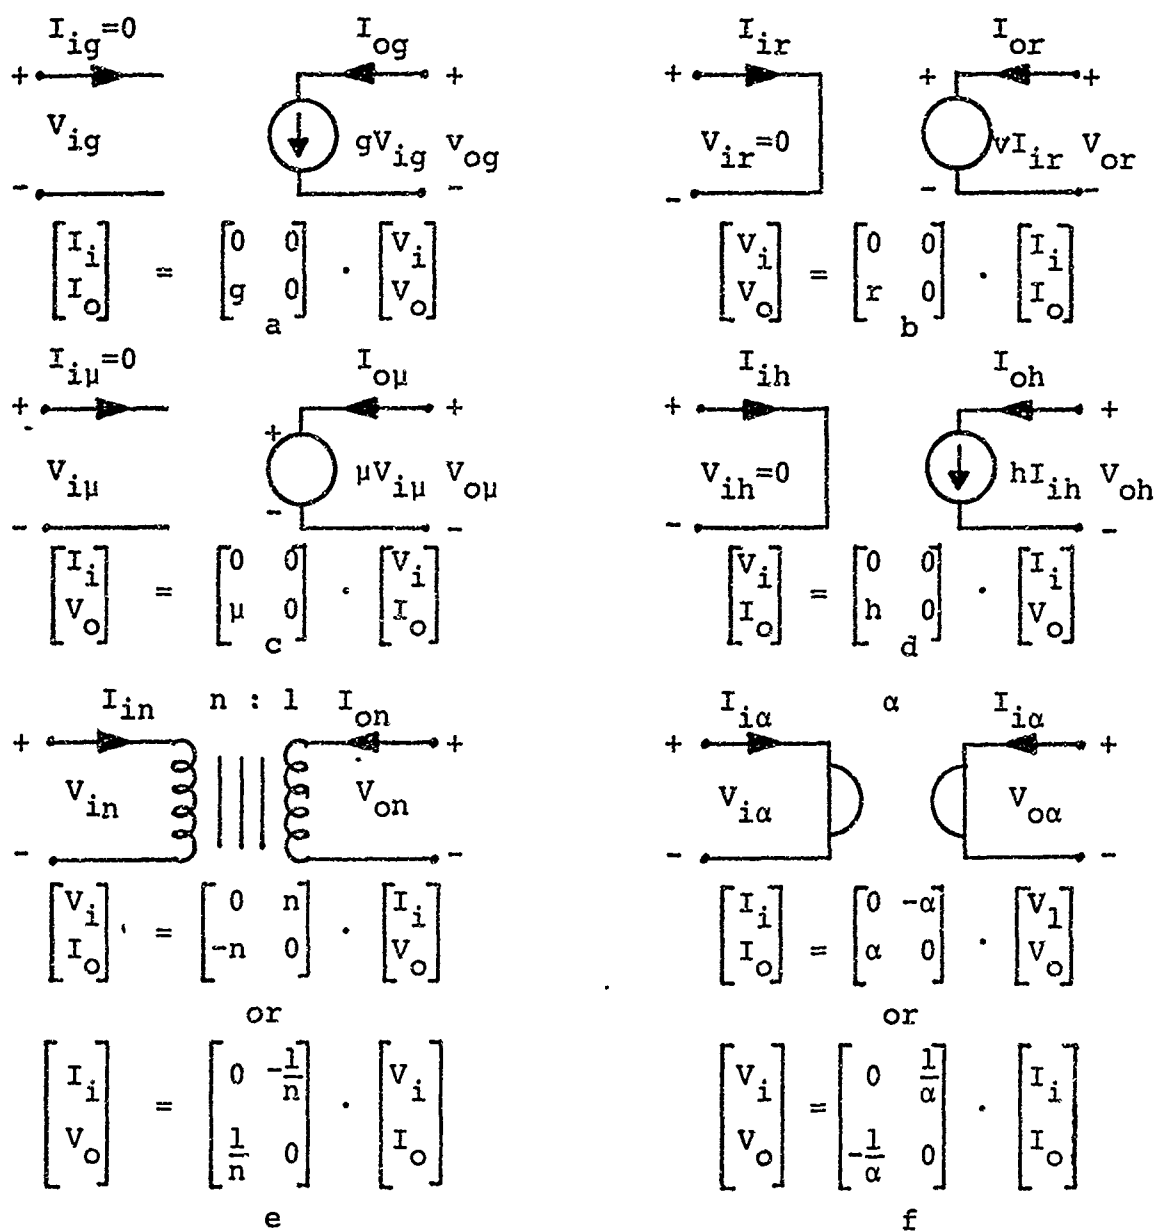 I_ig=0 I_og I_ir I_or
+ + + + +
V_ig gV_ig V_og V_ir=0 vI_ir V_or
- - - - -
[I_i I_o] = [0 0; g 0] · [V_i V_o] [V_i V_o] = [0 0; r 0] · [I_i I_o]
a b
I_iμ=0 I_oμ I_ih I_oh
+ + + + +
V_iμ μV_iμ V_oμ V_ih=0 hI_ih V_oh
- - - - -
[I_i V_o] = [0 0; μ 0] · [V_i I_o] [V_i I_o] = [0 0; h 0] · [I_i V_o]
c d
I_in n : 1 I_on I_iα α I_iα
+ + + +
V_in V_on V_iα V_oα
- - - -
[V_i I_o] = [0 n; -n 0] · [I_i V_o] [I_i I_o] = [0 -α; α 0] · [V_1 V_o]
or or
[I_i V_o] = [0 -1/n; 1/n 0] · [V_i I_o] [V_i V_o] = [0 1/α; -1/α 0] · [I_i I_o]
e f